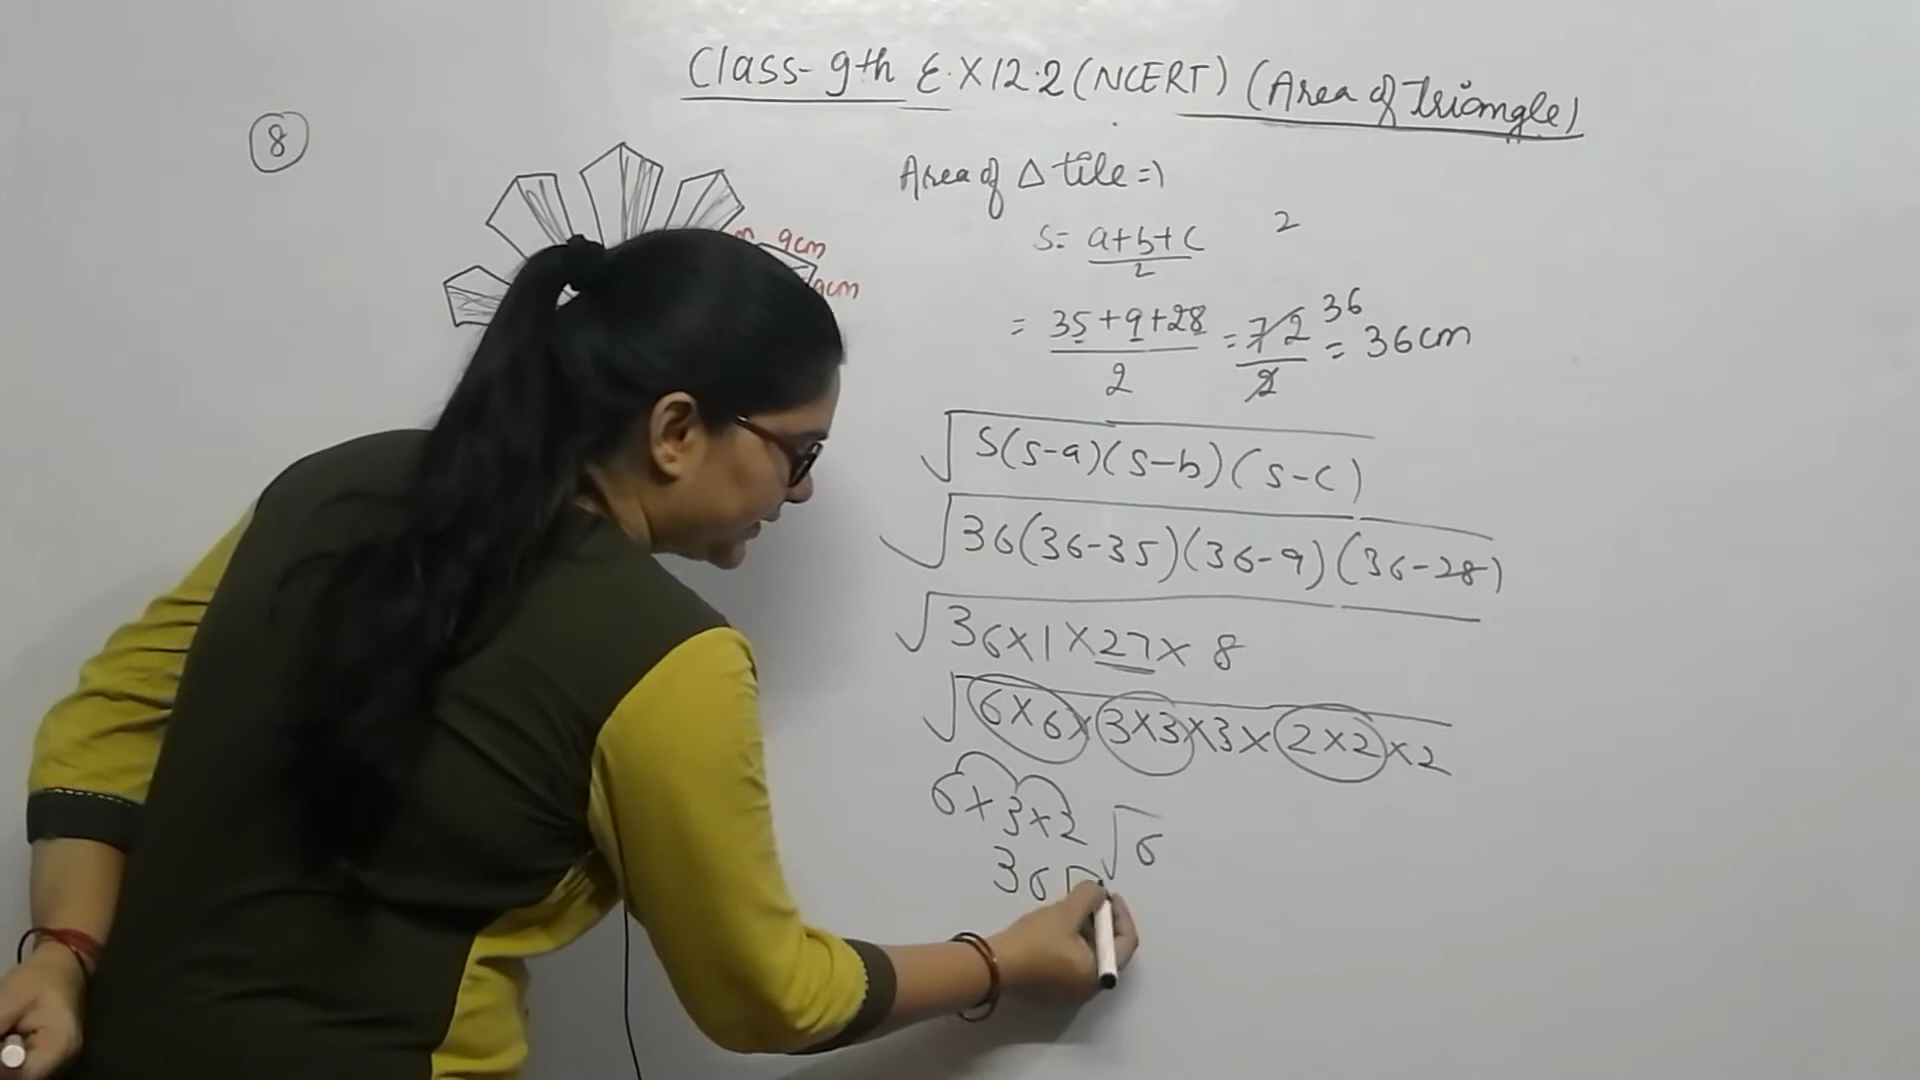 Class-9th E.X12.2 (NCERT) (Area of triangle)
8
Area of Δ tile =)
s= a+b+c / 2
2
= 35+9+28 / 2 = 72 / 2 36 = 36cm
9cm
9cm
√s(s-a)(s-b)(s-c)
√36(36-35)(36-9)(36-28)
√36×1×27×8
√6×6×3×3×3×2×2×2
6×3×2 √6
36√